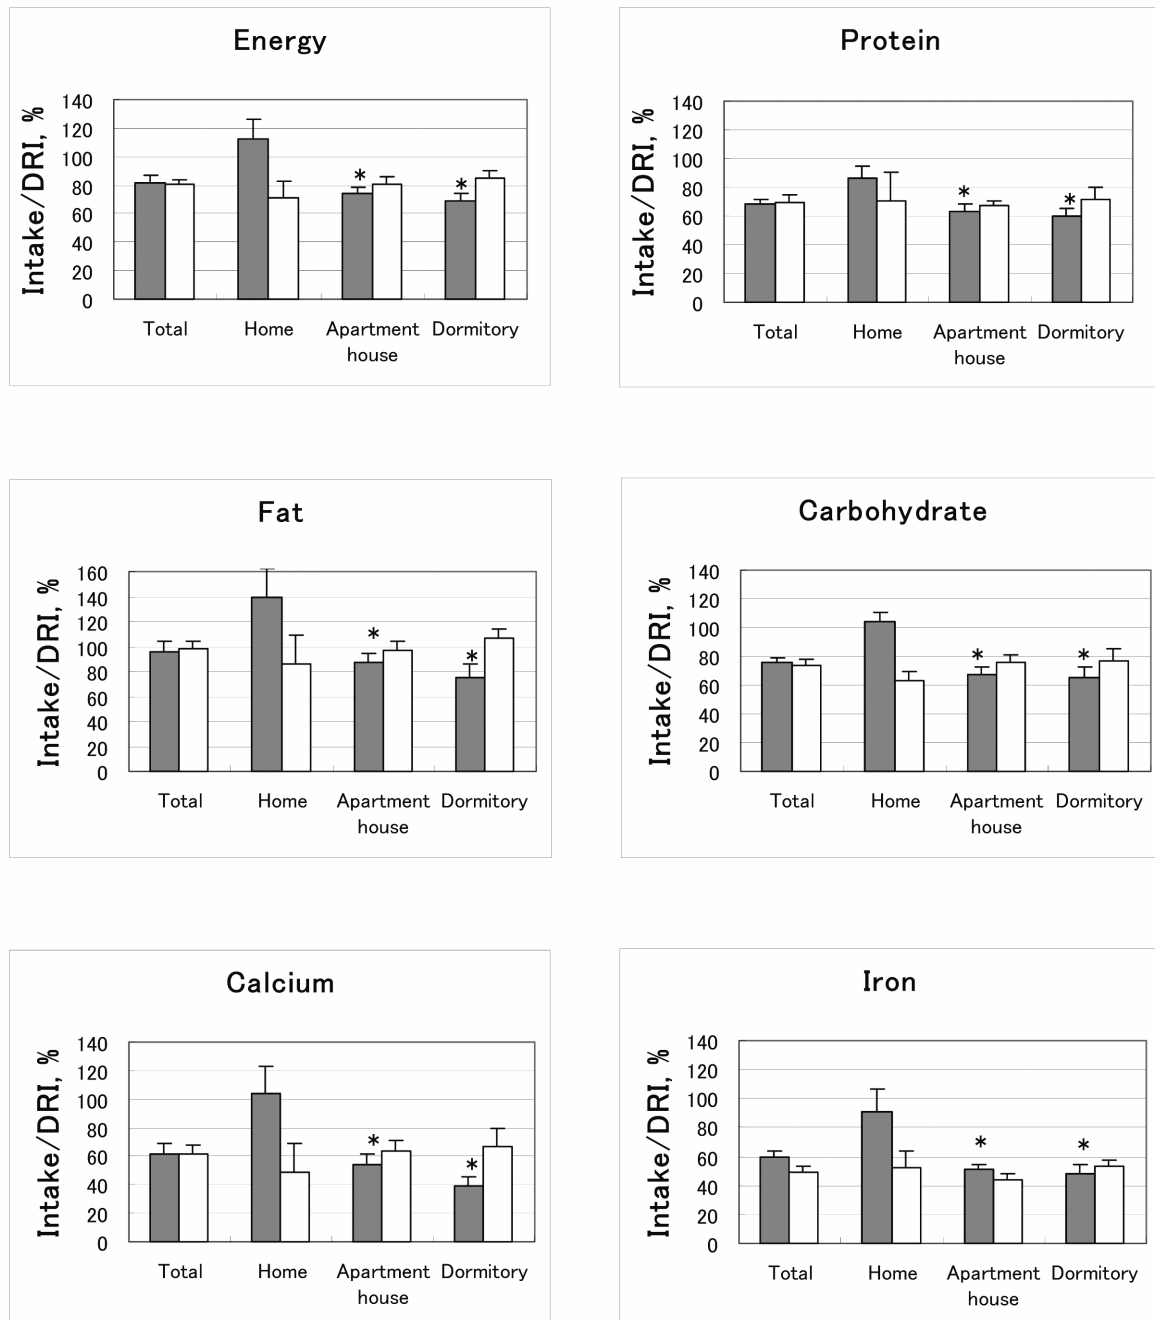 Energy
Intake/DRI, %
140
120
100
80
60
40
20
0
*
*
Total
Home
Apartment house
Dormitory
Protein
Intake/DRI, %
140
120
100
80
60
40
20
0
*
*
Total
Home
Apartment house
Dormitory
Fat
Intake/DRI, %
160
140
120
100
80
60
40
20
0
*
*
Total
Home
Apartment house
Dormitory
Carbohydrate
Intake/DRI, %
140
120
100
80
60
40
20
0
*
*
Total
Home
Apartment house
Dormitory
Calcium
Intake/DRI, %
140
120
100
80
60
40
20
0
*
*
Total
Home
Apartment house
Dormitory
Iron
Intake/DRI, %
140
120
100
80
60
40
20
0
*
*
Total
Home
Apartment house
Dormitory